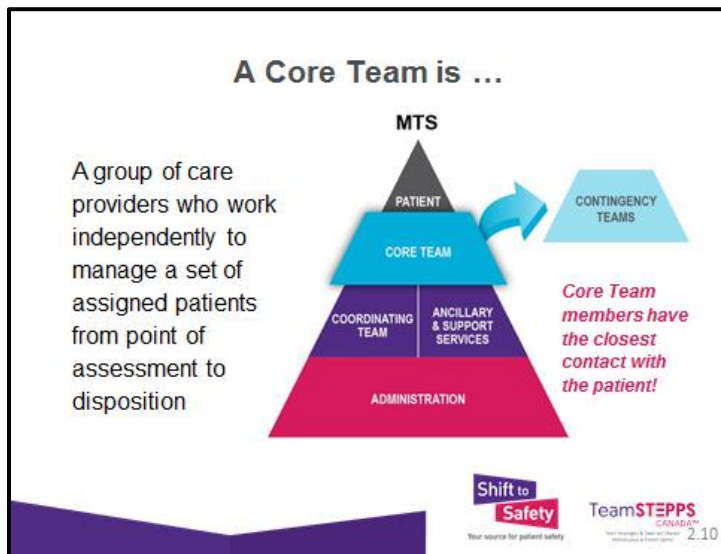 A Core Team is ...
MTS
A group of care
providers who work
independently to
manage a set of
assigned patients
from point of
assessment to
disposition
PATIENT
CORE TEAM
COORDINATING
TEAM
ANCILLARY
& SUPPORT
SERVICES
ADMINISTRATION
CONTINGENCY
TEAMS
Core Team
members have
the closest
contact with
the patient!
Shift to
Safety
Your source for patient safety
TeamSTEPPS
CANADA™
2.10